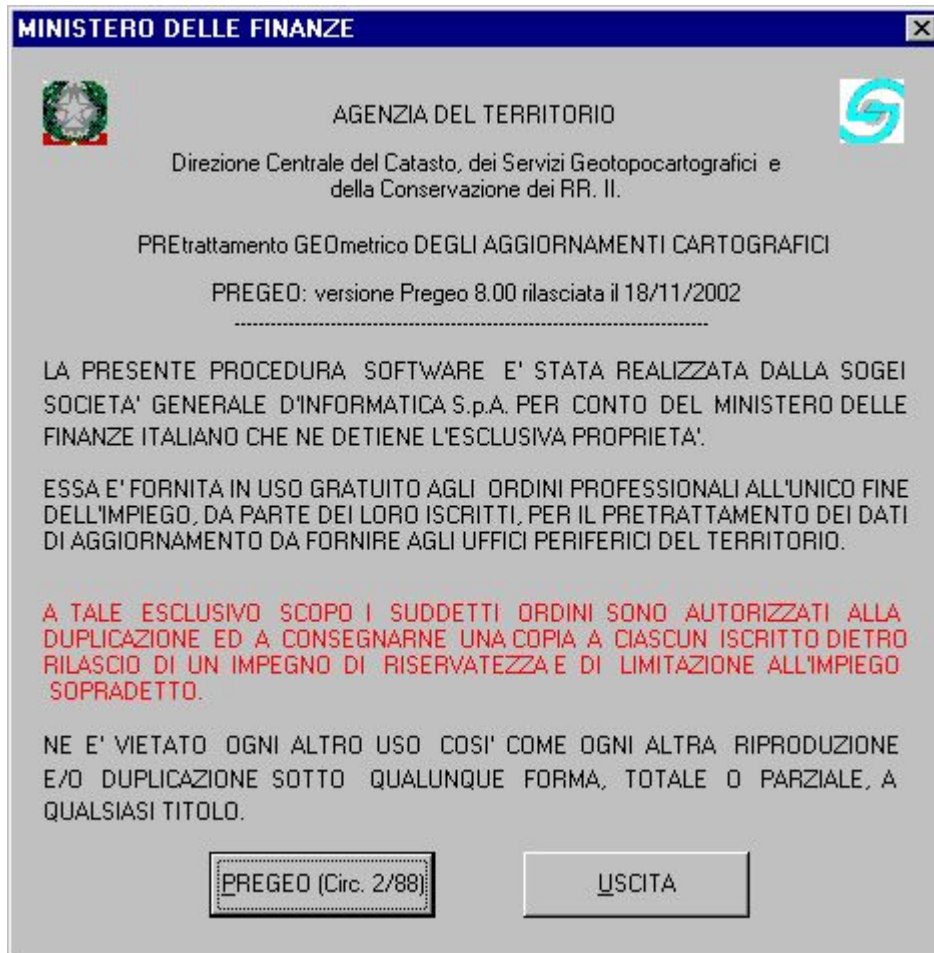 MINISTERO DELLE FINANZE
AGENZIA DEL TERRITORIO
Direzione Centrale del Catasto, dei Servizi Geotopocartografici e
della Conservazione dei RR. II.
PREtrattamento GEOmetrico DEGLI AGGIORNAMENTI CARTOGRAFICI
PREGEO: versione Pregeo 8.00 rilasciata il 18/11/2002
-------------------------------------------------------------------------------
LA PRESENTE PROCEDURA SOFTWARE E' STATA REALIZZATA DALLA SOGEI
SOCIETA' GENERALE D'INFORMATICA S.p.A. PER CONTO DEL MINISTERO DELLE
FINANZE ITALIANO CHE NE DETIENE L'ESCLUSIVA PROPRIETA'.
ESSA E' FORNITA IN USO GRATUITO AGLI ORDINI PROFESSIONALI ALL'UNICO FINE
DELL'IMPIEGO, DA PARTE DEI LORO ISCRITTI, PER IL PRETRATTAMENTO DEI DATI
DI AGGIORNAMENTO DA FORNIRE AGLI UFFICI PERIFERICI DEL TERRITORIO.
A TALE ESCLUSIVO SCOPO I SUDDETTI ORDINI SONO AUTORIZZATI ALLA
DUPLICAZIONE ED A CONSEGNARNE UNA COPIA A CIASCUN ISCRITTO DIETRO
RILASCIO DI UN IMPEGNO DI RISERVATEZZA E DI LIMITAZIONE ALL'IMPIEGO
SOPRADETTO.
NE E' VIETATO OGNI ALTRO USO COSI' COME OGNI ALTRA RIPRODUZIONE
E/O DUPLICAZIONE SOTTO QUALUNQUE FORMA, TOTALE O PARZIALE, A
QUALSIASI TITOLO.
PREGEO (Circ. 2/88)
USCITA